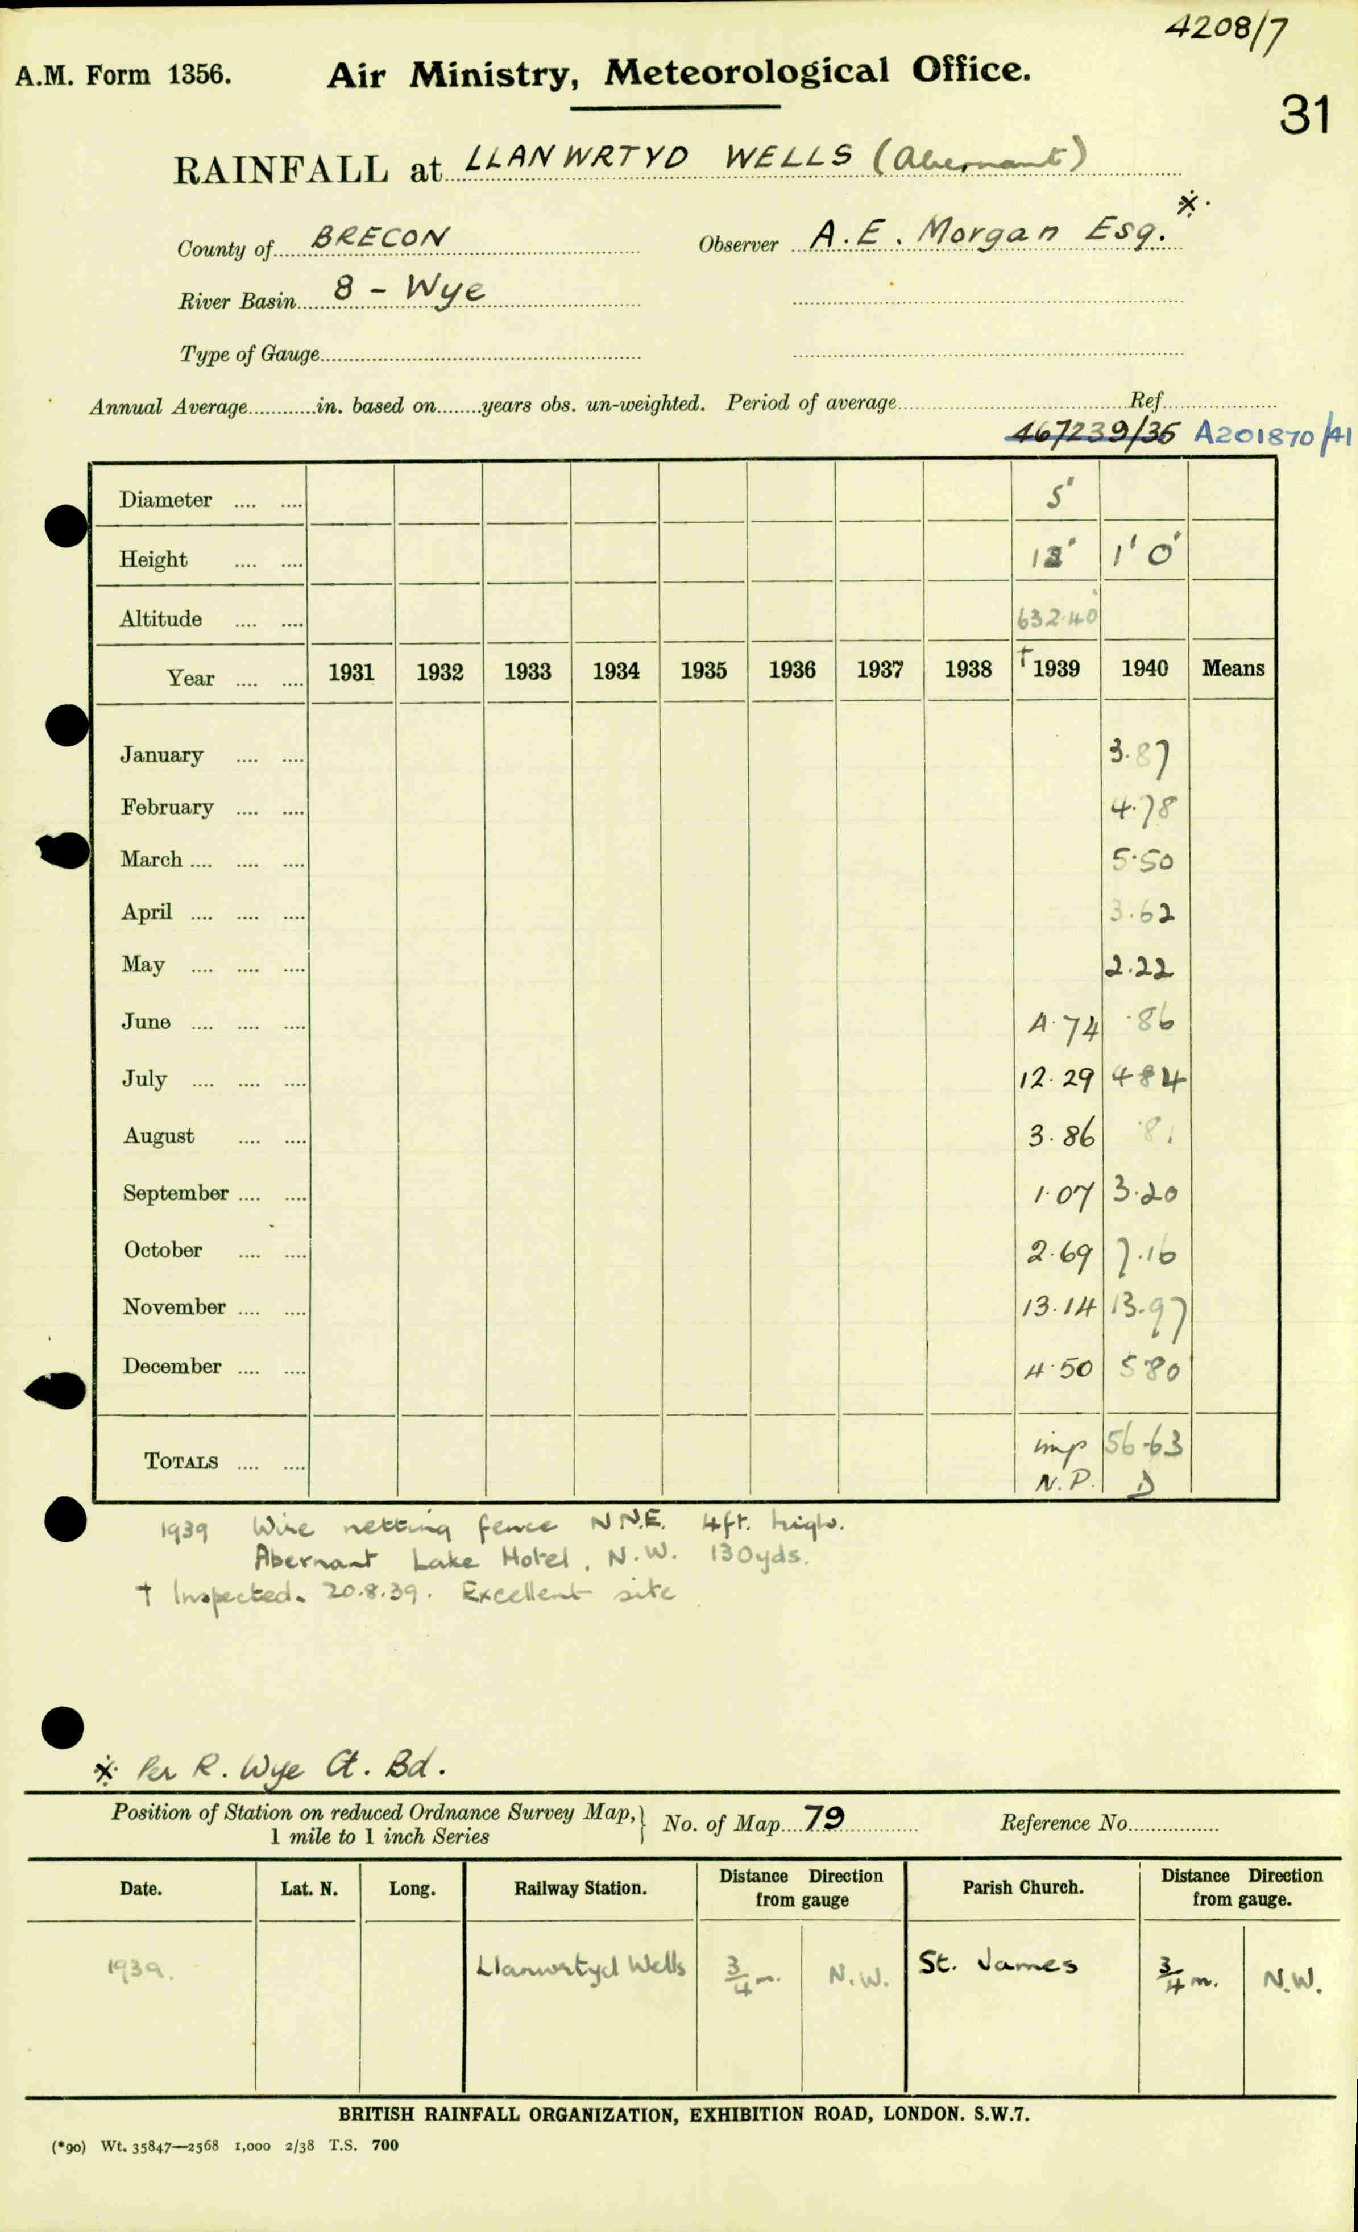 4208/7
A.M. Form 1356. Air Ministry, Meteorological Office.
31
RAINFALL at LLANWRTYD WELLS (Abernant)
County of BRECON Observer A.E. Morgan Esq. *
River Basin 8 - Wye
Type of Gauge
Annual Average in. based on years obs. un-weighted. Period of average Ref
467239/36 A201870/41
Diameter 5"
Height 12" 1' 0"
Altitude 632.40
Year 1931 1932 1933 1934 1935 1936 1937 1938 †1939 1940 Means
January 3.87
February 4.78
March 5.50
April 3.62
May 2.22
June 4.74 .86
July 12.29 4.84
August 3.86 .81
September 1.07 3.20
October 2.69 7.16
November 13.14 13.97
December 4.50 5.80
TOTALS imp 56.63
N.P. D
1939 Wire netting fence NNE. 4ft. high.
Abernant Lake Hotel, N.W. 130yds.
† Inspected. 20.8.39. Excellent site
* Per R. Wye Ct. Bd.
Position of Station on reduced Ordnance Survey Map, 1 mile to 1 inch Series } No. of Map 79 Reference No.
Date. Lat. N. Long. Railway Station. Distance Direction from gauge Parish Church. Distance Direction from gauge.
1939. Llanwrtyd Wells 3/4 m. N.W. St. James 3/4 m. N.W.
BRITISH RAINFALL ORGANIZATION, EXHIBITION ROAD, LONDON. S.W.7.
(*90) Wt. 35847—2568 1,000 2/38 T.S. 700